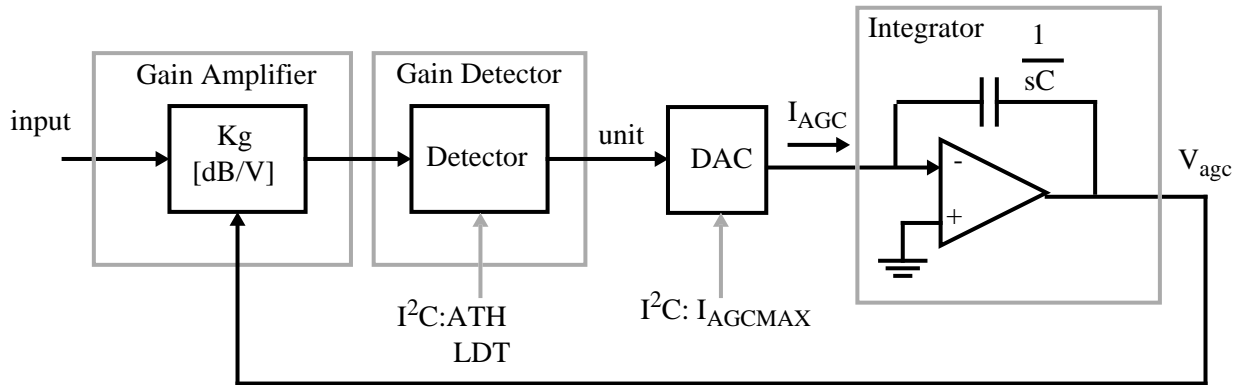 Integrator
1
sC
Gain Amplifier
Gain Detector
input
Kg
[dB/V]
Detector
unit
DAC
I_AGC
-
+
V_agc
I²C:ATH
LDT
I²C: I_AGCMAX